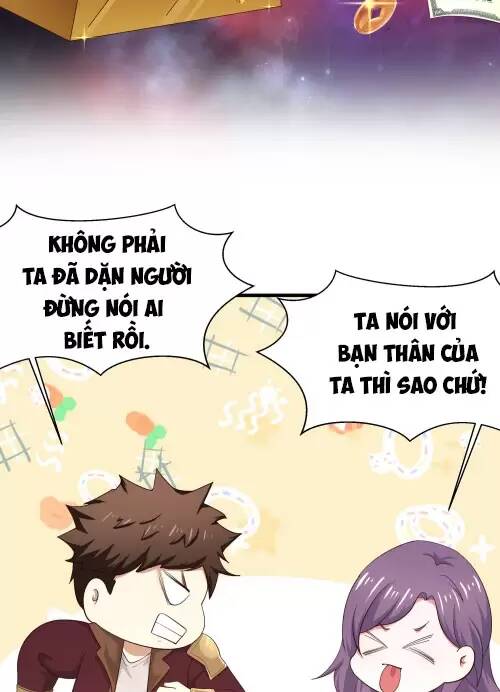 KHÔNG PHẢI
TA ĐÃ DẶN NGƯỜI
ĐỪNG NÓI AI
BIẾT RỒI.
TA NÓI VỚI
BẠN THÂN CỦA
TA THÌ SAO CHỨ!